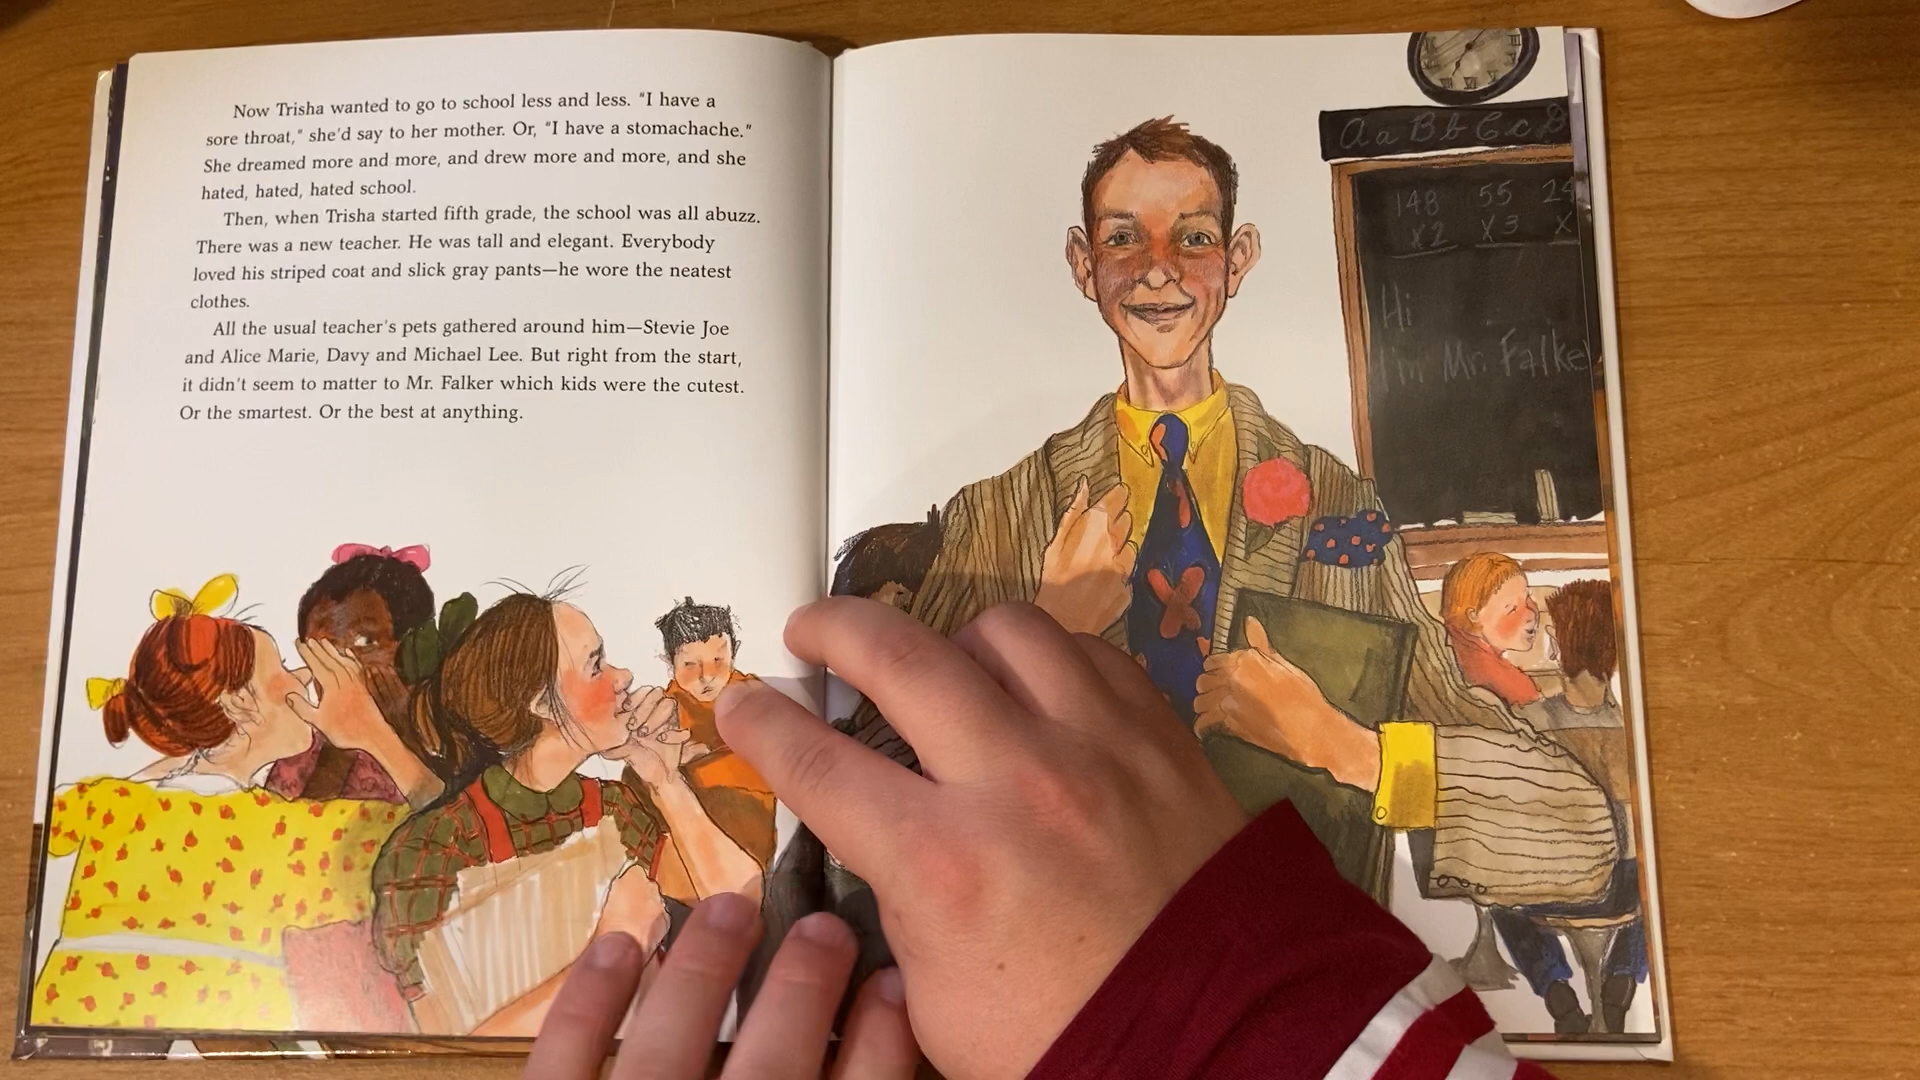 Now Trisha wanted to go to school less and less. "I have a
sore throat," she'd say to her mother. Or, "I have a stomachache."
She dreamed more and more, and drew more and more, and she
hated, hated, hated school.
Then, when Trisha started fifth grade, the school was all abuzz.
There was a new teacher. He was tall and elegant. Everybody
loved his striped coat and slick gray pants—he wore the neatest
clothes.
All the usual teacher's pets gathered around him—Stevie Joe
and Alice Marie, Davy and Michael Lee. But right from the start,
it didn't seem to matter to Mr. Falker which kids were the cutest.
Or the smartest. Or the best at anything.
Aa Bb Cc D
148 55 24
X2 X3 X
Hi
I'm Mr. Falke